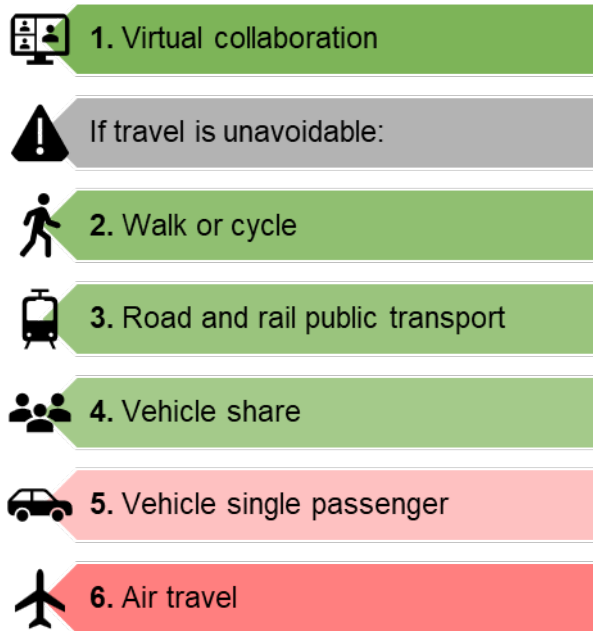 1. Virtual collaboration
If travel is unavoidable:
2. Walk or cycle
3. Road and rail public transport
4. Vehicle share
5. Vehicle single passenger
6. Air travel